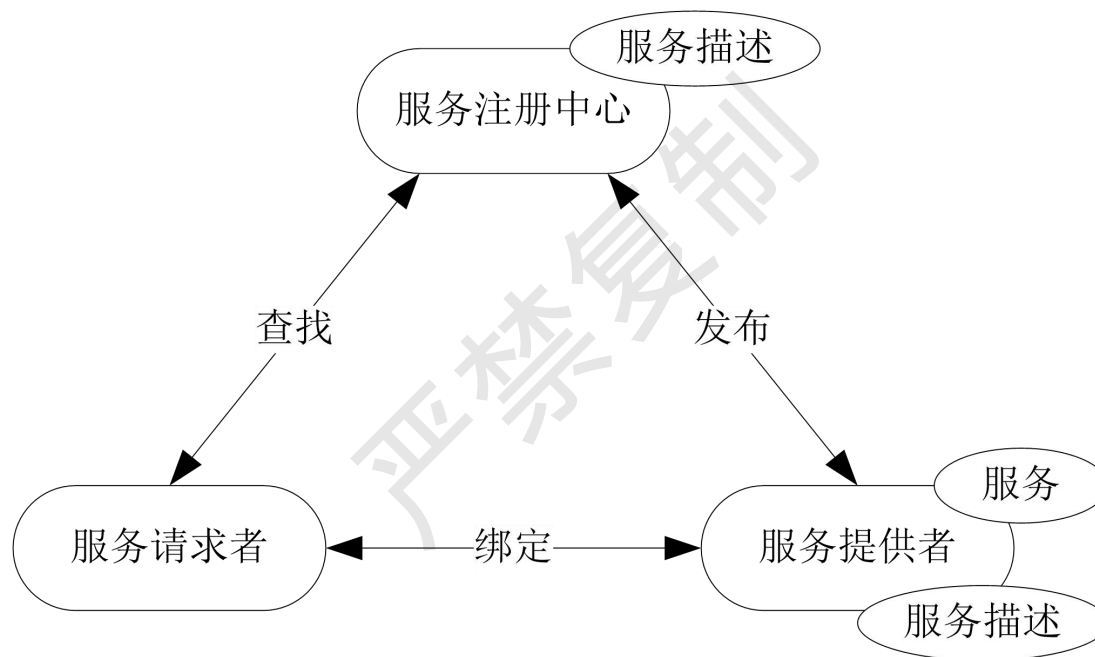 服务描述
服务注册中心
查找
发布
服务
服务请求者
绑定
服务提供者
服务描述
严禁复制